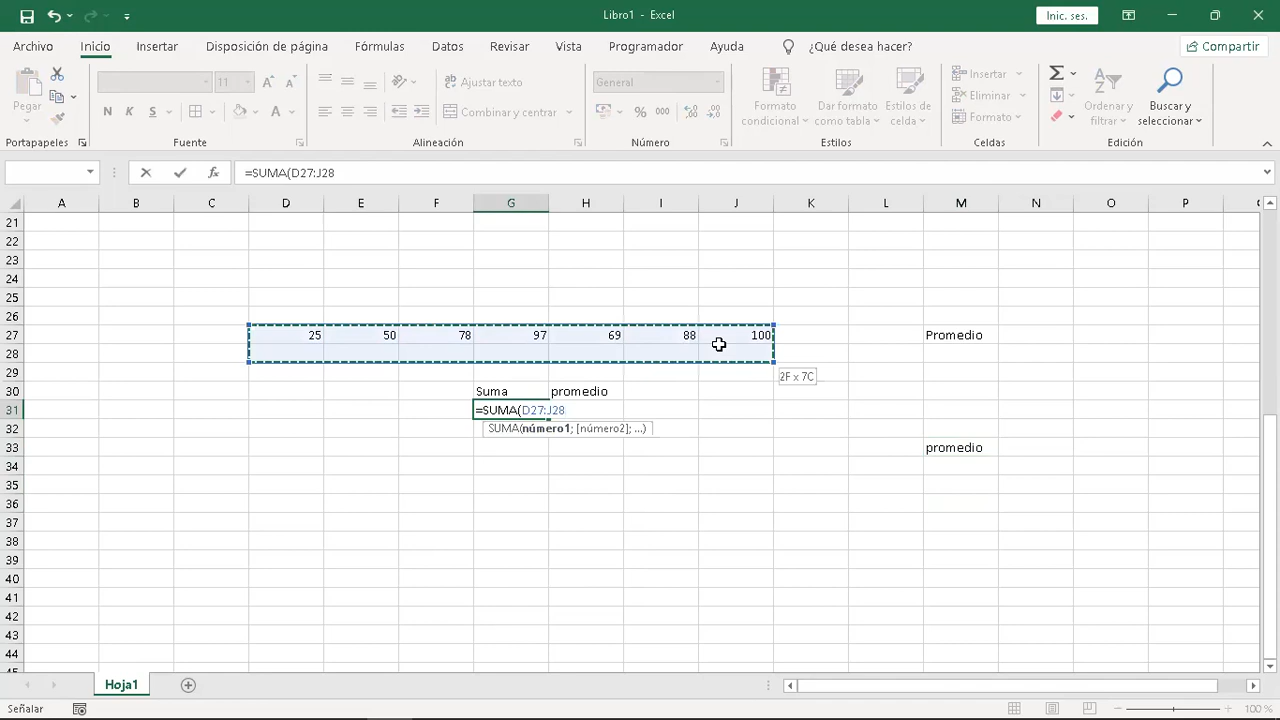 Libro1 - Excel
Inic. ses.
Archivo Inicio Insertar Disposición de página Fórmulas Datos Revisar Vista Programador Ayuda ¿Qué desea hacer? Compartir
Pegar
11
N K S
A A
Ajustar texto
Combinar y centrar
General
% 000
Formato condicional
Dar formato como tabla
Estilos de celda
Insertar
Eliminar
Formato
Σ
Ordenar y filtrar
Buscar y seleccionar
Portapapeles Fuente Alineación Número Estilos Celdas Edición
fx =SUMA(D27:J28
A B C D E F G H I J K L M N O P
21
22
23
24
25
26
27 25 50 78 97 69 88 100 Promedio
28
29 2F x 7C
30 Suma promedio
31 =SUMA(D27:J28
32 SUMA(número1; [número2]; ...)
33 promedio
34
35
36
37
38
39
40
41
42
43
44
45
Hoja1
Señalar 100 %